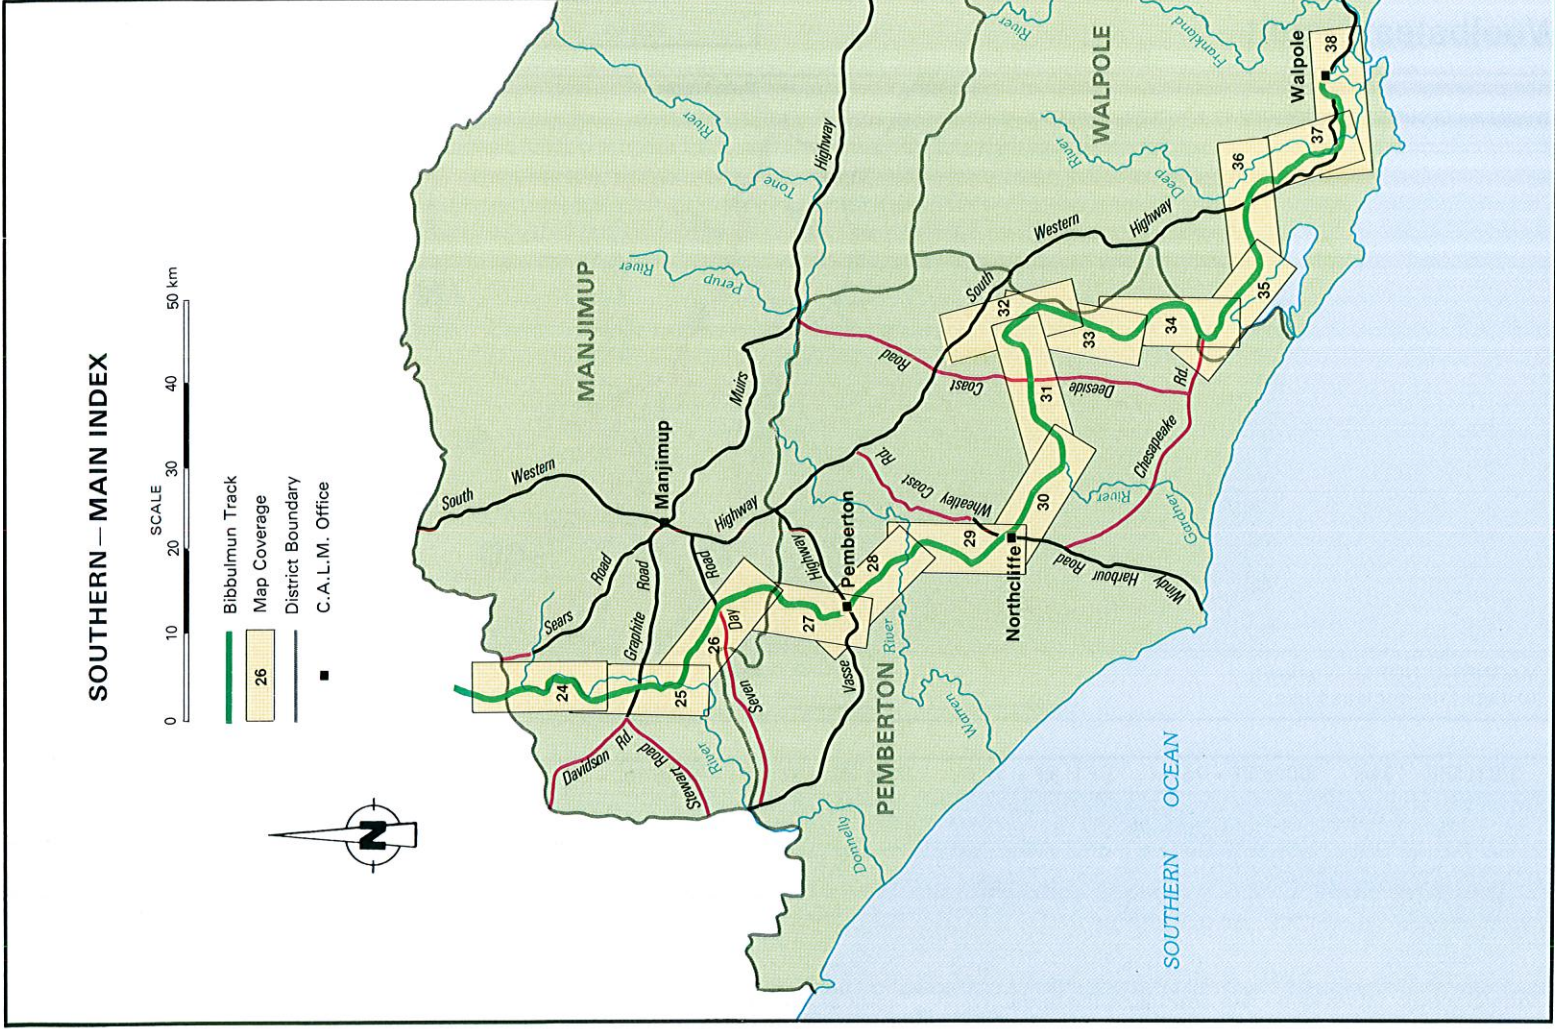 SOUTHERN — MAIN INDEX
SCALE
0 10 20 30 40 50 km
Bibbulmun Track
26 Map Coverage
District Boundary
C.A.L.M. Office
N
MANJIMUP
PEMBERTON
WALPOLE
Manjimup
Pemberton
Northcliffe
Walpole
South Western
Highway
Sears Road
Graphite Road
Davidson Rd.
Stewart Road
River
Seven Day Road
Vasse Highway
Donnelly
Warren
River
Muirs
Highway
Tone
River
Perup
River
Wheatley Coast Rd.
Deeside Coast Road
South Western
Highway
Chesapeake Rd.
Windy Harbour Road
Gardner
River
Deep
River
Frankland
River
24
25
26
27
28
29
30
31
32
33
34
35
36
37
38
SOUTHERN OCEAN